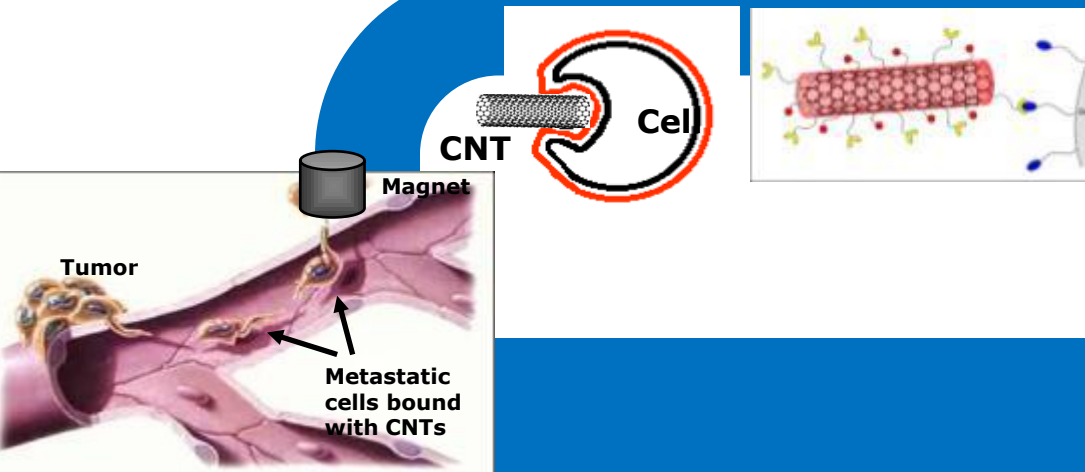 CNT
Cel
Magnet
Tumor
Metastatic
cells bound
with CNTs